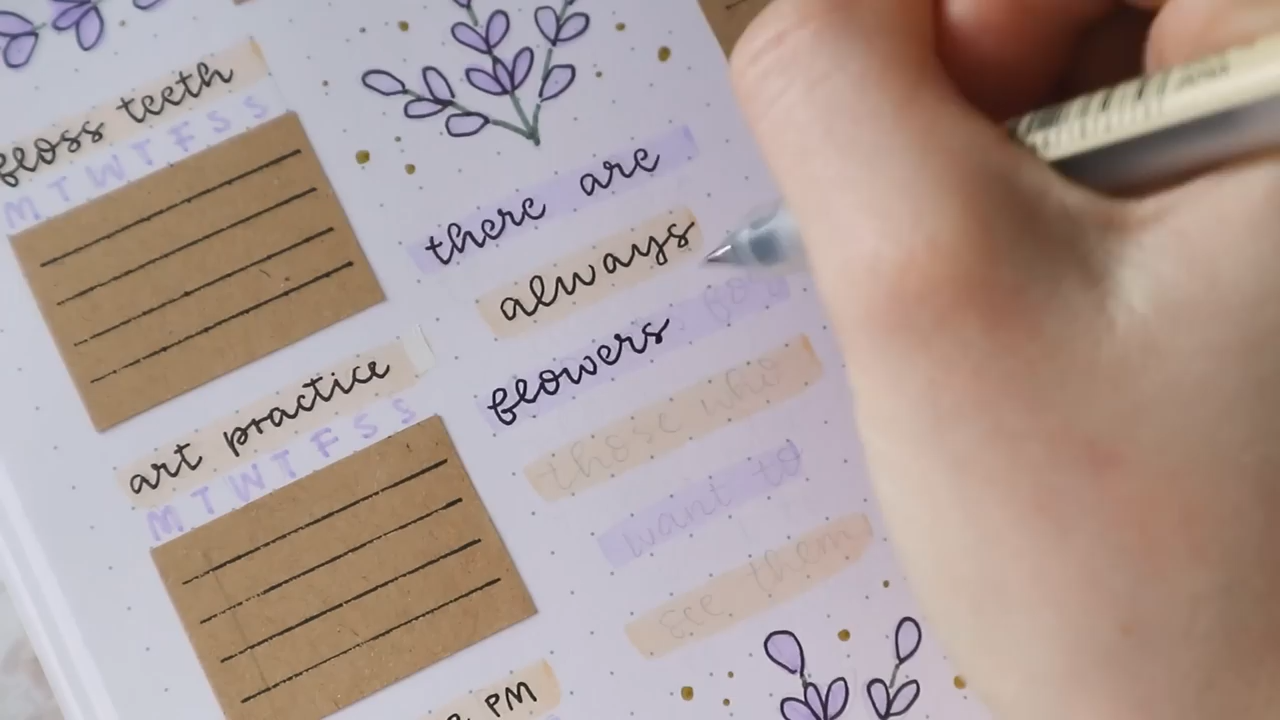 floss teeth
M T W T F S S
art practice
M T W T F S S
PM
there are
always
flowers for
those who
want to
see them